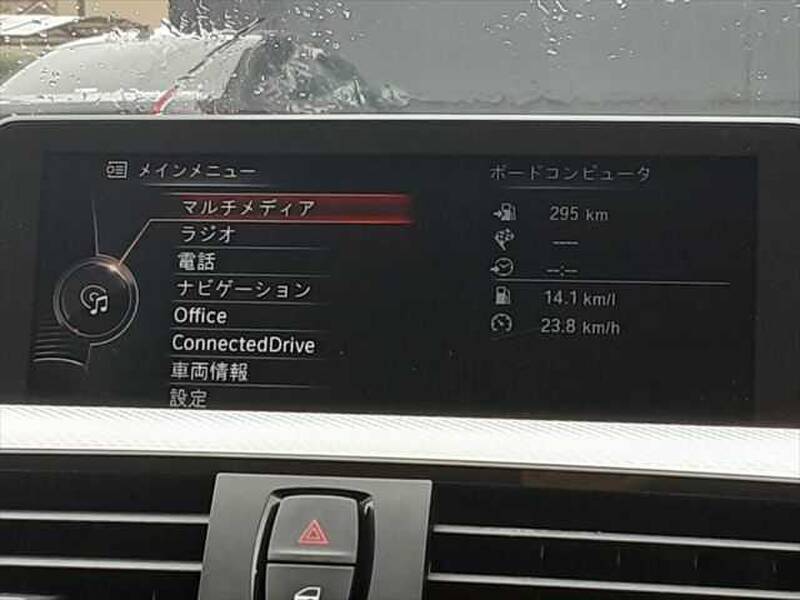 メインメニュー
マルチメディア
ラジオ
電話
ナビゲーション
Office
ConnectedDrive
車両情報
設定
ボードコンピュータ
295 km
----
--:--
14.1 km/l
23.8 km/h